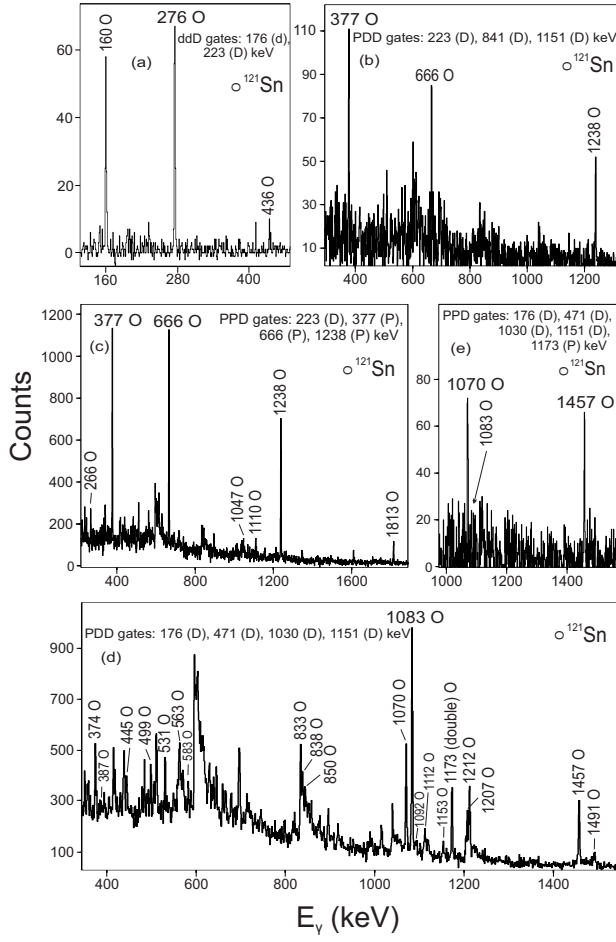 160 O
276 O
ddD gates: 176 (d),
223 (D) keV
(a)
O 121Sn
436 O
60
40
20
0
160
280
400
377 O
PDD gates: 223 (D), 841 (D), 1151 (D) keV
(b)
O 121Sn
666 O
1238 O
110
90
70
50
30
10
400
600
800
1000
1200
377 O
666 O
PPD gates: 223 (D), 377 (P),
666 (P), 1238 (P) keV
(c)
O 121Sn
1238 O
266 O
1047 O
1110 O
1813 O
1200
1000
800
600
400
200
0
400
800
1200
1600
PPD gates: 176 (D), 471 (D),
1030 (D), 1151 (D),
1173 (P) keV
(e)
O 121Sn
1070 O
1083 O
1457 O
80
60
40
20
0
1000
1200
1400
Counts
1083 O
PDD gates: 176 (D), 471 (D), 1030 (D), 1151 (D) keV
(d)
O 121Sn
374 O
387 O
445 O
499 O
531 O
563 O
583 O
833 O
838 O
850 O
1070 O
1092 O
1112 O
1153 O
1173 (double) O
1212 O
1207 O
1457 O
1491 O
900
700
500
300
100
400
600
800
1000
1200
1400
Eγ (keV)